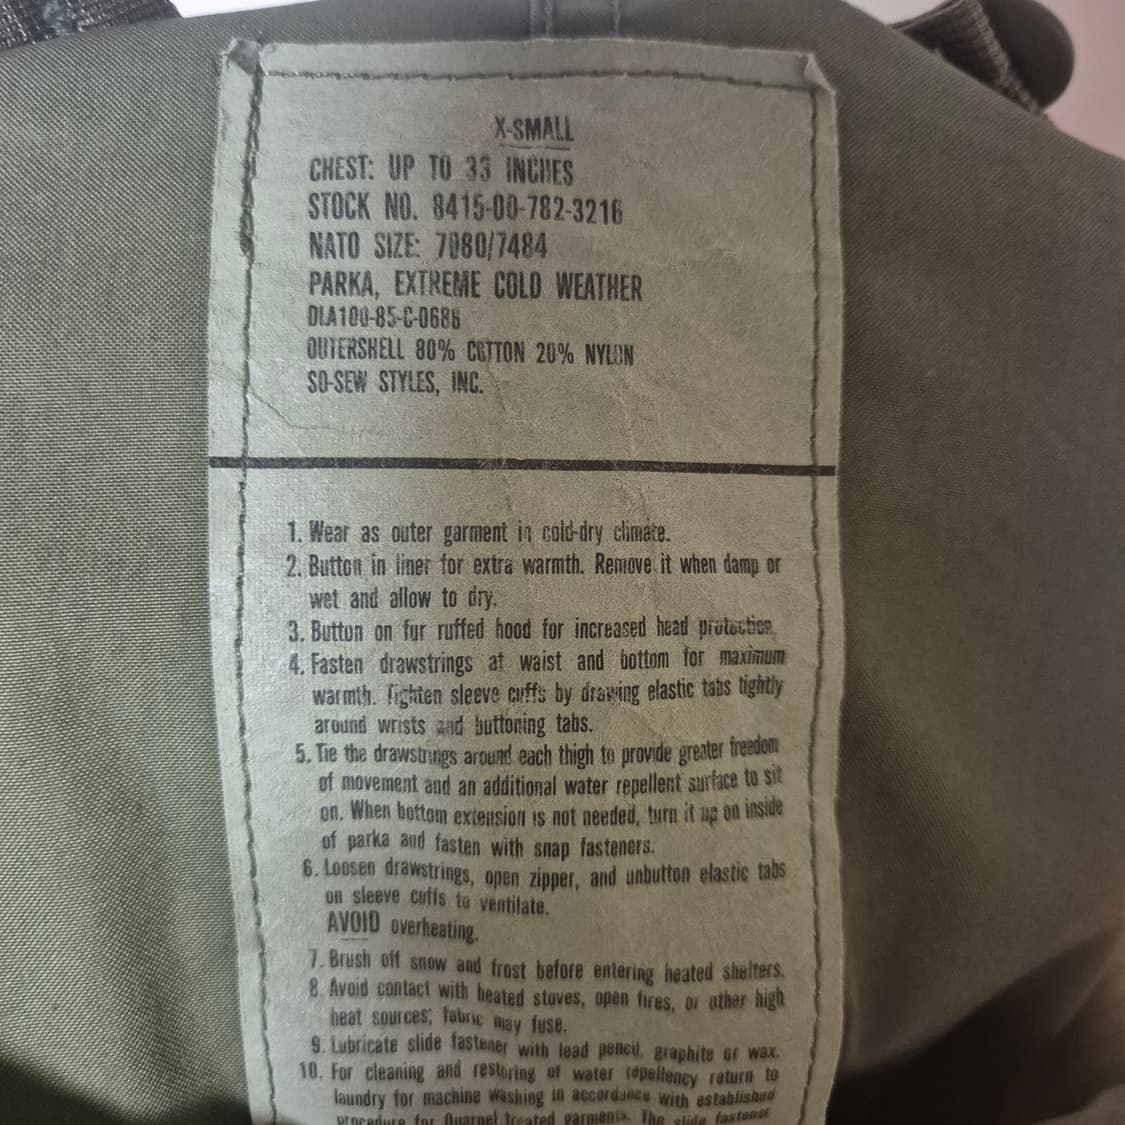 X-SMALL
CHEST: UP TO 33 INCHES
STOCK NO. 8415-00-782-3216
NATO SIZE: 7080/7484
PARKA, EXTREME COLD WEATHER
DLA100-85-C-0686
OUTERSHELL 80% COTTON 20% NYLON
SO-SEW STYLES, INC.
1. Wear as outer garment in cold-dry climate.
2. Button in liner for extra warmth. Remove it when damp or
wet and allow to dry.
3. Button on fur ruffed hood for increased head protection.
4. Fasten drawstrings at waist and bottom for maximum
warmth. Tighten sleeve cuffs by drawing elastic tabs tightly
around wrists and buttoning tabs.
5. Tie the drawstrings around each thigh to provide greater freedom
of movement and an additional water repellent surface to sit
on. When bottom extension is not needed, turn it up on inside
of parka and fasten with snap fasteners.
6. Loosen drawstrings, open zipper, and unbutton elastic tabs
on sleeve cuffs to ventilate.
AVOID overheating.
7. Brush off snow and frost before entering heated shelters.
8. Avoid contact with heated stoves, open fires, or other high
heat sources; fabric may fuse.
9. Lubricate slide fastener with lead pencil, graphite or wax.
10. For cleaning and restoring of water repellency return to
laundry for machine washing in accordance with established
procedure for Quarpel treated garments. The slide fastener